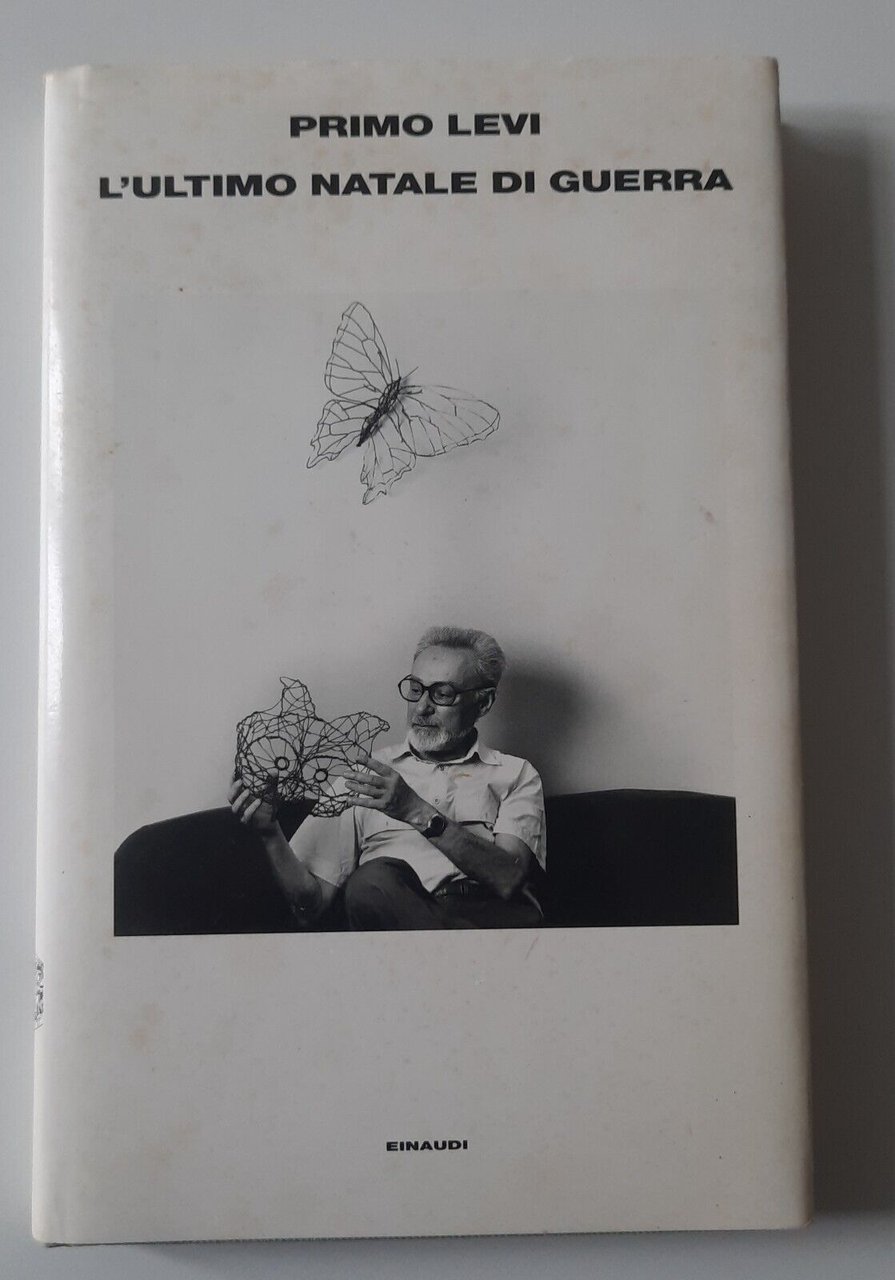 PRIMO LEVI
L'ULTIMO NATALE DI GUERRA
EINAUDI